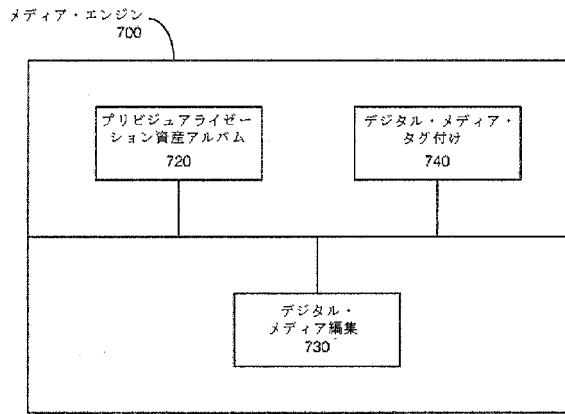 メディア・エンジン
700
プリビジュアライゼー
ション資産アルバム
720
デジタル・メディア・
タグ付け
740
デジタル・
メディア編集
730